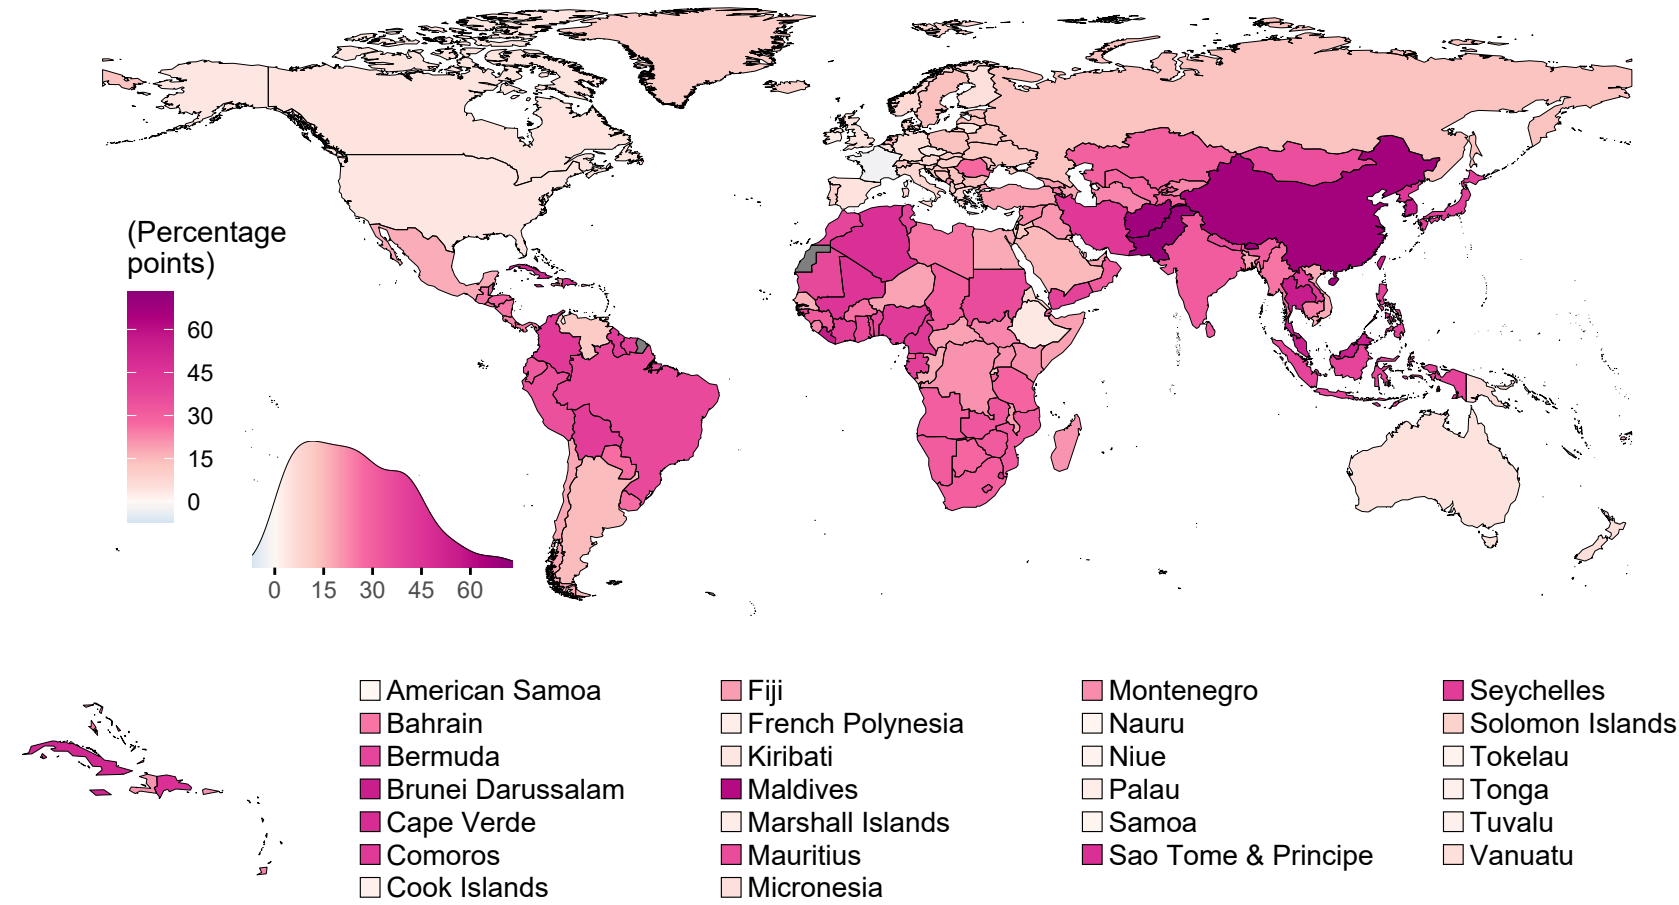 (Percentage
points)
60
45
30
15
0
0 15 30 45 60
American Samoa
Bahrain
Bermuda
Brunei Darussalam
Cape Verde
Comoros
Cook Islands
Fiji
French Polynesia
Kiribati
Maldives
Marshall Islands
Mauritius
Micronesia
Montenegro
Nauru
Niue
Palau
Samoa
Sao Tome & Principe
Seychelles
Solomon Islands
Tokelau
Tonga
Tuvalu
Vanuatu